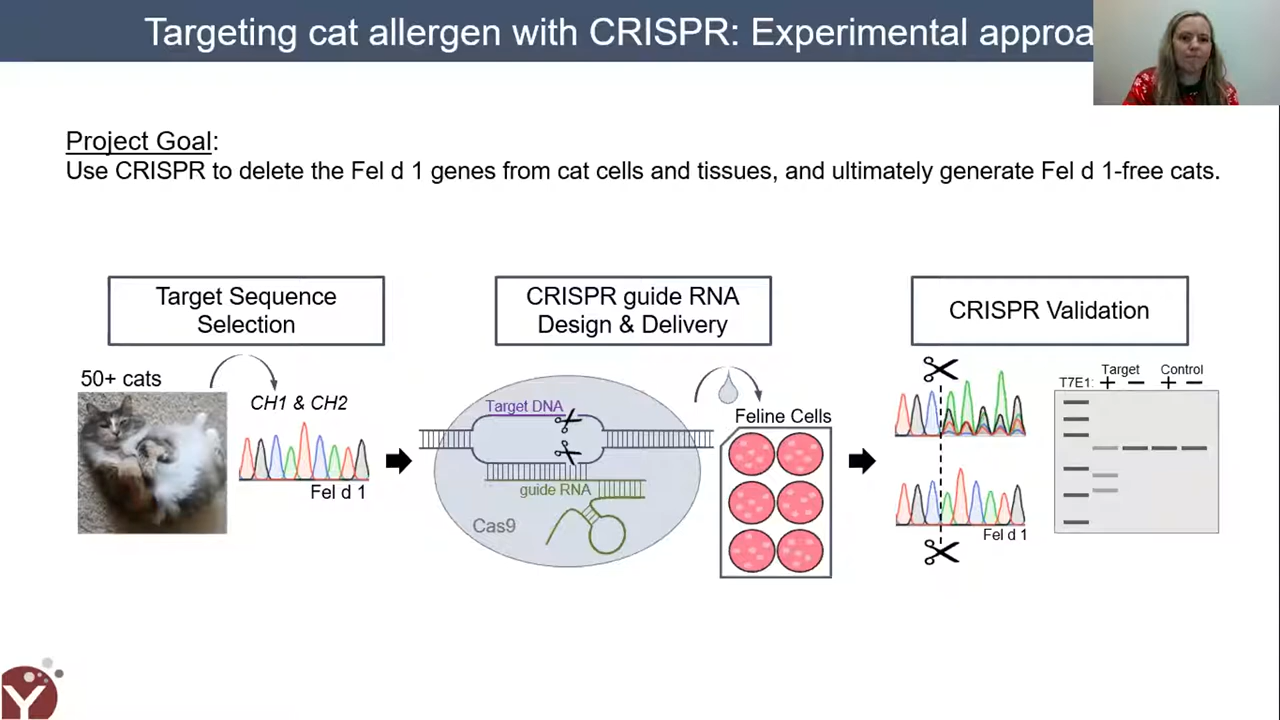 Targeting cat allergen with CRISPR: Experimental approa
Project Goal:
Use CRISPR to delete the Fel d 1 genes from cat cells and tissues, and ultimately generate Fel d 1-free cats.
Target Sequence
Selection
50+ cats
CH1 & CH2
Fel d 1
CRISPR guide RNA
Design & Delivery
Target DNA
guide RNA
Cas9
Feline Cells
CRISPR Validation
Fel d 1
Target Control
T7E1: + − + −
Y